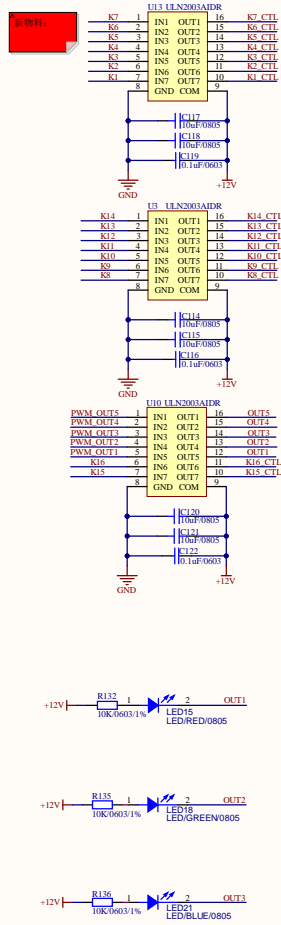 新物料:
U13 ULN2003AIDR
K7 1 IN1 OUT1 16 K7_CTL
K6 2 IN2 OUT2 15 K6_CTL
K5 3 IN3 OUT3 14 K5_CTL
K4 4 IN4 OUT4 13 K4_CTL
K3 5 IN5 OUT5 12 K3_CTL
K2 6 IN6 OUT6 11 K2_CTL
K1 7 IN7 OUT7 10 K1_CTL
8 GND COM 9
C117
10uF/0805
C118
10uF/0805
C119
0.1uF/0603
GND +12V
U3 ULN2003AIDR
K14 1 IN1 OUT1 16 K14_CTL
K13 2 IN2 OUT2 15 K13_CTL
K12 3 IN3 OUT3 14 K12_CTL
K11 4 IN4 OUT4 13 K11_CTL
K10 5 IN5 OUT5 12 K10_CTL
K9 6 IN6 OUT6 11 K9_CTL
K8 7 IN7 OUT7 10 K8_CTL
8 GND COM 9
C114
10uF/0805
C115
10uF/0805
C116
0.1uF/0603
GND +12V
U10 ULN2003AIDR
PWM_OUT5 1 IN1 OUT1 16 OUT5
PWM_OUT4 2 IN2 OUT2 15 OUT4
PWM_OUT3 3 IN3 OUT3 14 OUT3
PWM_OUT2 4 IN4 OUT4 13 OUT2
PWM_OUT1 5 IN5 OUT5 12 OUT1
K16 6 IN6 OUT6 11 K16_CTL
K15 7 IN7 OUT7 10 K15_CTL
8 GND COM 9
C120
10uF/0805
C121
10uF/0805
C122
0.1uF/0603
GND +12V
+12V R132 1 2 OUT1
10K/0603/1% LED15
LED/RED/0805
+12V R135 1 2 OUT2
10K/0603/1% LED18
LED/GREEN/0805
+12V R136 1 2 OUT3
10K/0603/1% LED21
LED/BLUE/0805